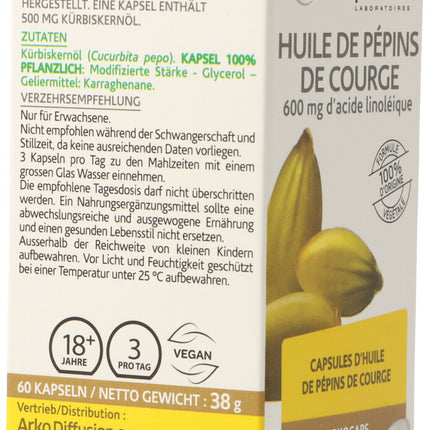 HERGESTELLT. EINE KAPSEL ENTHÄLT
500 MG KÜRBISKERNÖL.
ZUTATEN
Kürbiskernöl (Cucurbita pepo). KAPSEL 100%
PFLANZLICH: Modifizierte Stärke - Glycerol –
Geliermittel: Karraghenane.
VERZEHRSEMPFEHLUNG
Nur für Erwachsene.
Nicht empfohlen während der Schwangerschaft und
Stillzeit, da keine ausreichenden Daten vorliegen.
3 Kapseln pro Tag zu den Mahlzeiten mit einem
grossen Glas Wasser einnehmen.
Die empfohlene Tagesdosis darf nicht überschritten
werden. Ein Nahrungsergänzungsmittel sollte eine
abwechslungsreiche und ausgewogene Ernährung
und einen gesunden Lebensstil nicht ersetzen.
Ausserhalb der Reichweite von kleinen Kindern
aufbewahren. Vor Licht und Feuchtigkeit geschützt
bei einer Temperatur unter 25 °C aufbewahren.
18+
JAHRE
3
PRO TAG
VEGAN
60 KAPSELN / NETTO GEWICHT : 38 g
Vertrieb/Distribution :
Arko Diffusion
LABORATOIRES
HUILE DE PÉPINS
DE COURGE
600 mg d'acide linoléique
FORMULE
100%
D'ORIGINE
VÉGÉTALE
CAPSULES D'HUILE
DE PÉPINS DE COURGE